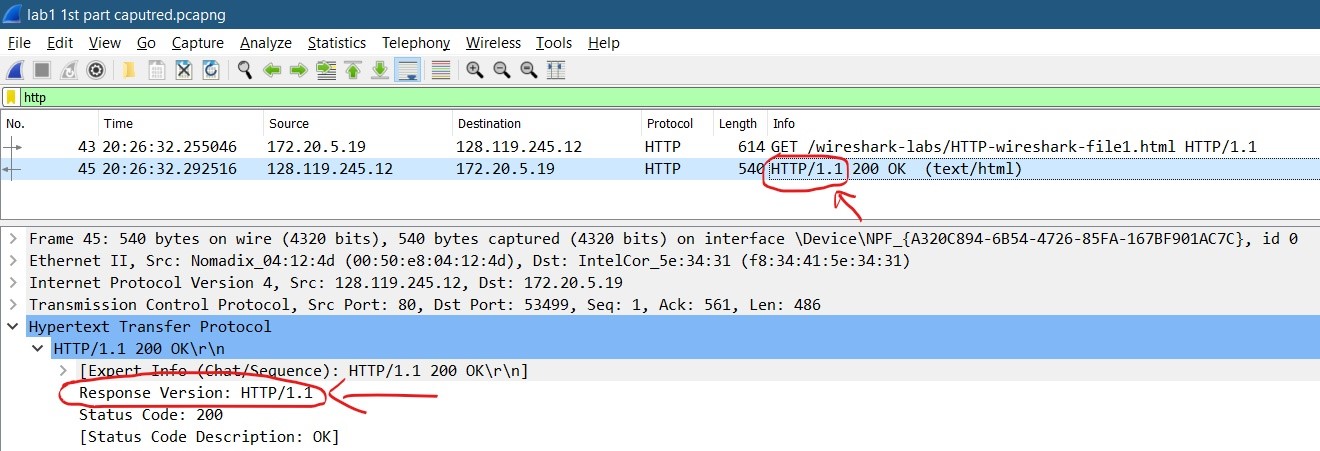 lab1 1st part caputred.pcapng
File Edit View Go Capture Analyze Statistics Telephony Wireless Tools Help
http
No. Time Source Destination Protocol Length Info
43 20:26:32.255046 172.20.5.19 128.119.245.12 HTTP 614 GET /wireshark-labs/HTTP-wireshark-file1.html HTTP/1.1
45 20:26:32.292516 128.119.245.12 172.20.5.19 HTTP 540 HTTP/1.1 200 OK (text/html)
Frame 45: 540 bytes on wire (4320 bits), 540 bytes captured (4320 bits) on interface \Device\NPF_{A320C894-6B54-4726-85FA-167BF901AC7C}, id 0
Ethernet II, Src: Nomadix_04:12:4d (00:50:e8:04:12:4d), Dst: IntelCor_5e:34:31 (f8:34:41:5e:34:31)
Internet Protocol Version 4, Src: 128.119.245.12, Dst: 172.20.5.19
Transmission Control Protocol, Src Port: 80, Dst Port: 53499, Seq: 1, Ack: 561, Len: 486
Hypertext Transfer Protocol
HTTP/1.1 200 OK\r\n
[Expert Info (Chat/Sequence): HTTP/1.1 200 OK\r\n]
Response Version: HTTP/1.1
Status Code: 200
[Status Code Description: OK]